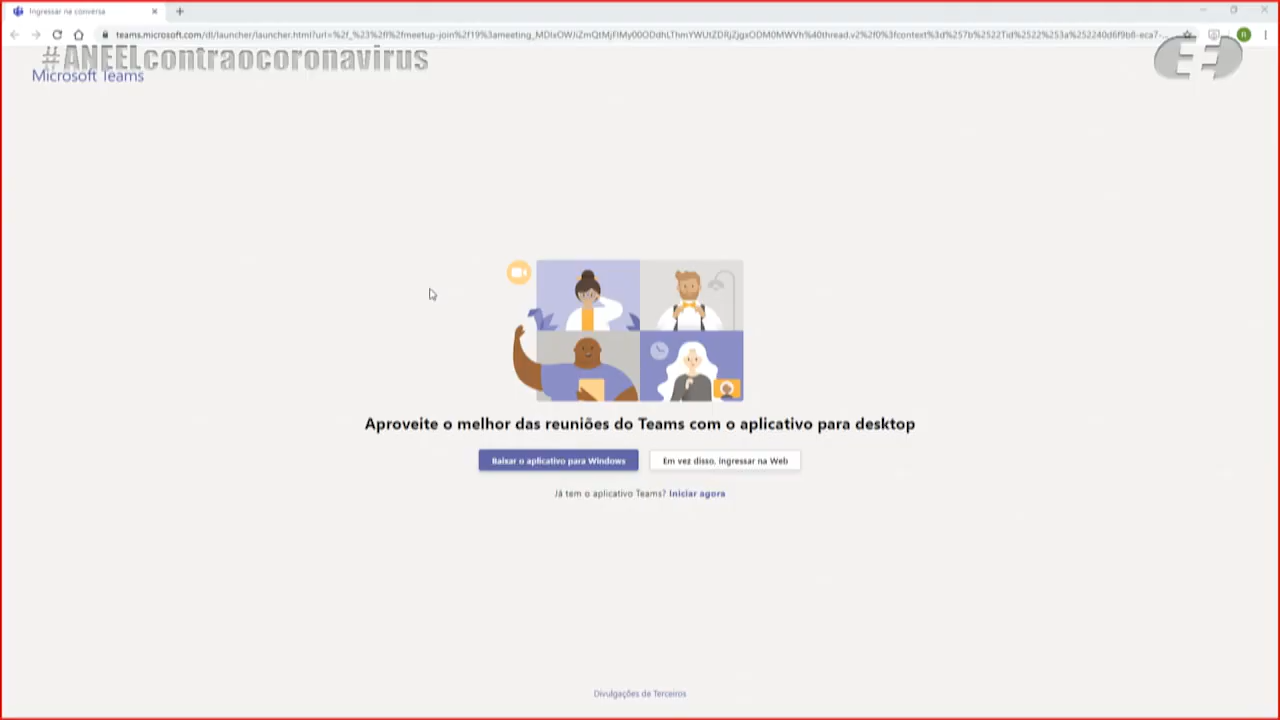 Ingressar na conversa
#ANEELcontraocoronavirus
Microsoft Teams
Aproveite o melhor das reuniões do Teams com o aplicativo para desktop
Baixar o aplicativo para Windows
Em vez disso, ingressar na Web
Já tem o aplicativo Teams? Iniciar agora
Divulgações de Terceiros